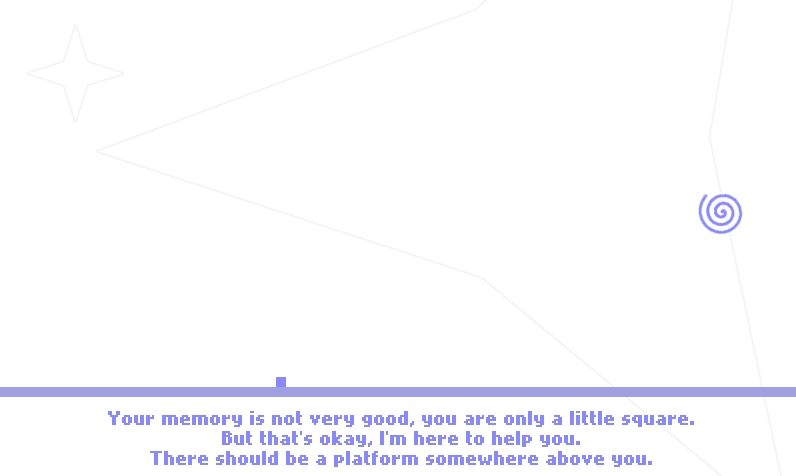 Your memory is not very good, you are only a little square.
But that's okay, I'm here to help you.
There should be a platform somewhere above you.